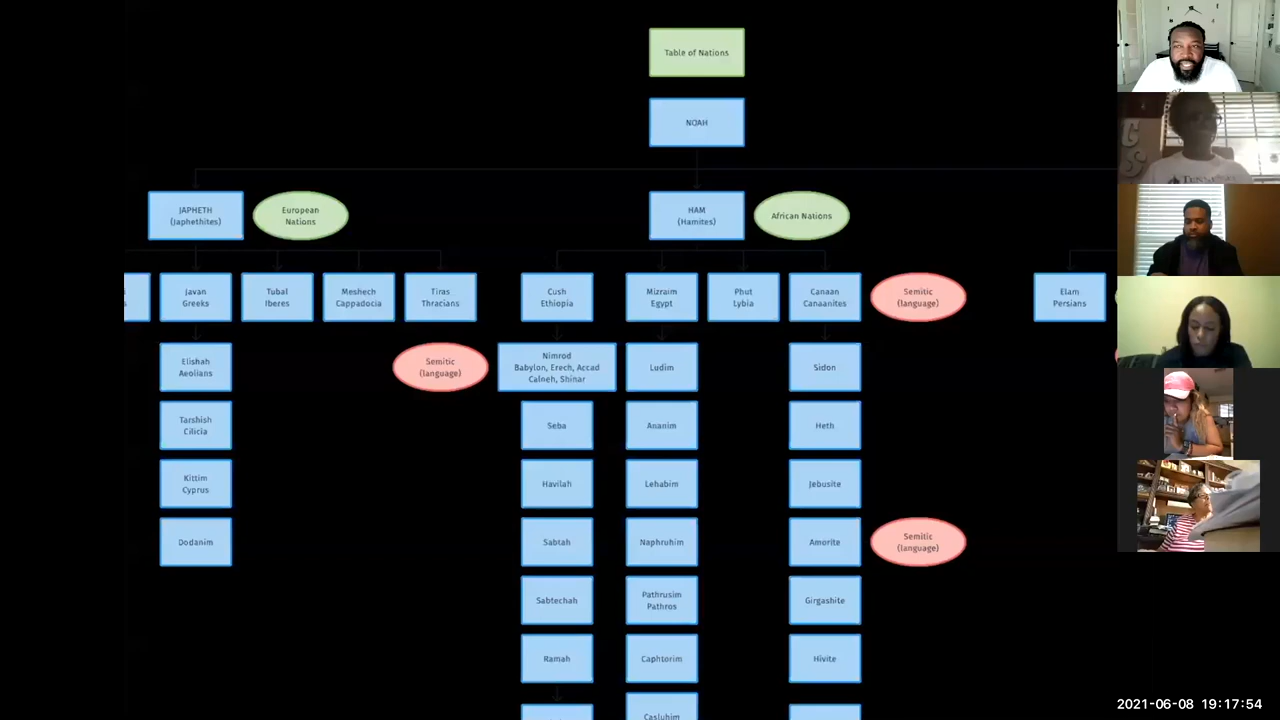 Table of Nations
NOAH
JAPHETH
(Japhethites)
European
Nations
HAM
(Hamites)
African Nations
Javan
Greeks
Tubal
Iberes
Meshech
Cappadocia
Tiras
Thracians
Cush
Ethiopia
Mizraim
Egypt
Phut
Lybia
Canaan
Canaanites
Semitic
(language)
Elam
Persians
Elishah
Aeolians
Semitic
(language)
Nimrod
Babylon, Erech, Accad
Calneh, Shinar
Ludim
Sidon
Tarshish
Cilicia
Seba
Ananim
Heth
Kittim
Cyprus
Havilah
Lehabim
Jebusite
Dodanim
Sabtah
Naphruhim
Amorite
Semitic
(language)
Sabtechah
Pathrusim
Pathros
Girgashite
Ramah
Caphtorim
Hivite
Casluhim
2021-06-08 19:17:54